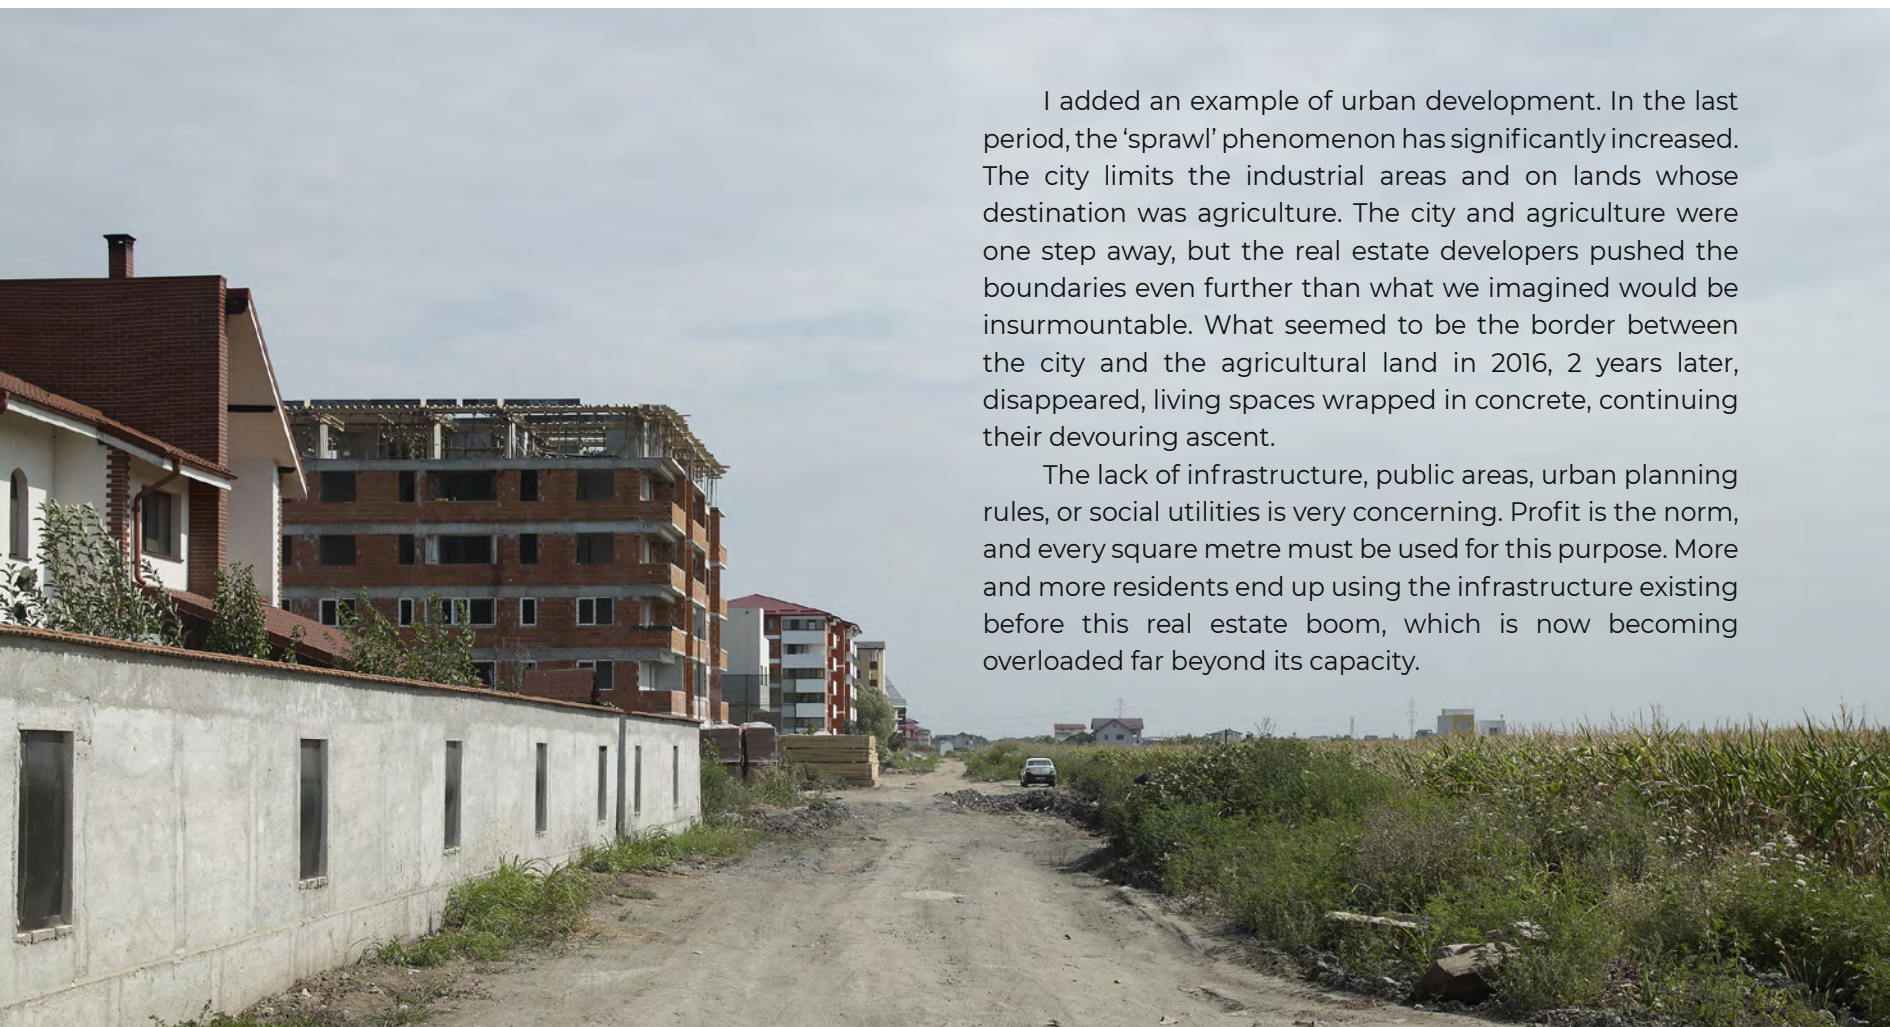 I added an example of urban development. In the last
period, the ‘sprawl’ phenomenon has significantly increased.
The city limits the industrial areas and on lands whose
destination was agriculture. The city and agriculture were
one step away, but the real estate developers pushed the
boundaries even further than what we imagined would be
insurmountable. What seemed to be the border between
the city and the agricultural land in 2016, 2 years later,
disappeared, living spaces wrapped in concrete, continuing
their devouring ascent.
The lack of infrastructure, public areas, urban planning
rules, or social utilities is very concerning. Profit is the norm,
and every square metre must be used for this purpose. More
and more residents end up using the infrastructure existing
before this real estate boom, which is now becoming
overloaded far beyond its capacity.